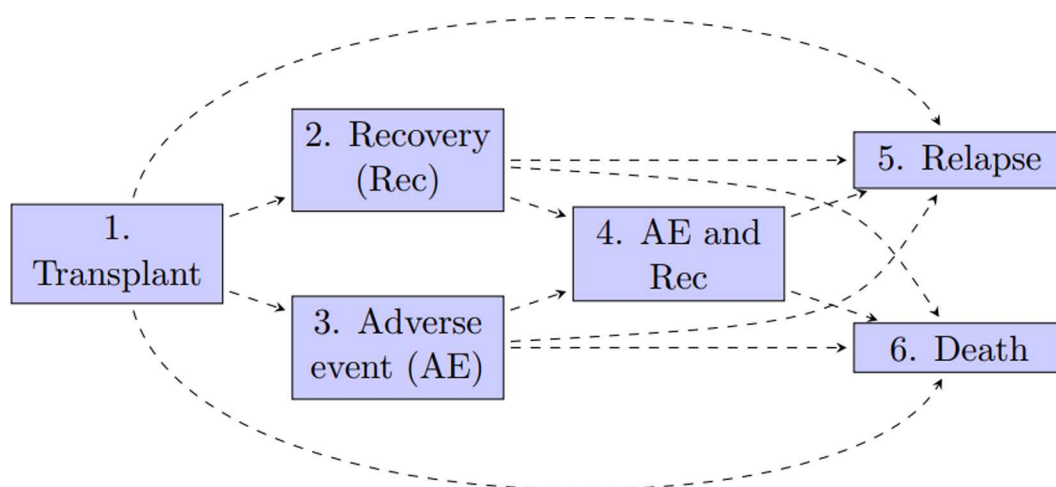 1.
Transplant
2. Recovery
(Rec)
3. Adverse
event (AE)
4. AE and
Rec
5. Relapse
6. Death